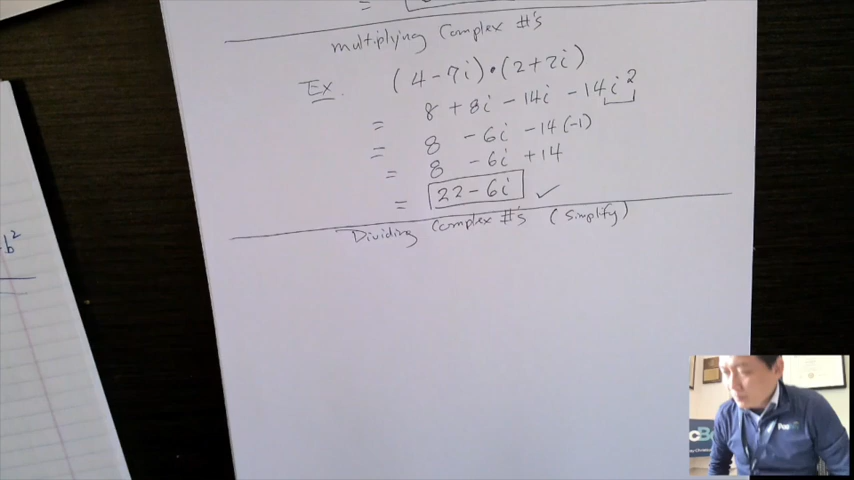 =
multiplying Complex #'s
Ex. (4-7i)•(2+2i)
= 8 + 8i - 14i - 14i²
= 8 - 6i - 14(-1)
= 8 - 6i + 14
= 22 - 6i ✓
Dividing Complex #'s (Simplify)
b²